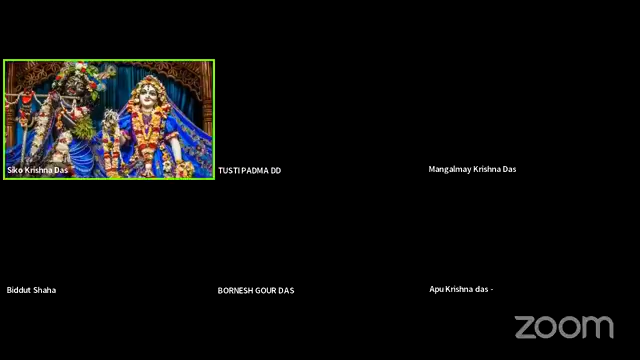 Siko Krishna Das
TUSTI PADMA DD
Mangalmay Krishna Das
Biddut Shaha
BORNESH GOUR DAS
Apu Krishna das -
zoom